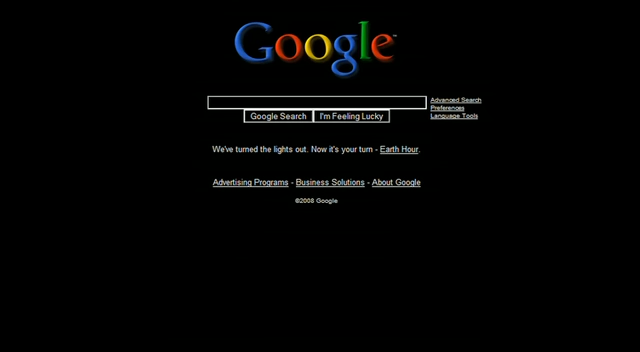 Google™
Advanced Search
Preferences
Language Tools
Google Search I'm Feeling Lucky
We've turned the lights out. Now it's your turn - Earth Hour.
Advertising Programs - Business Solutions - About Google
©2008 Google